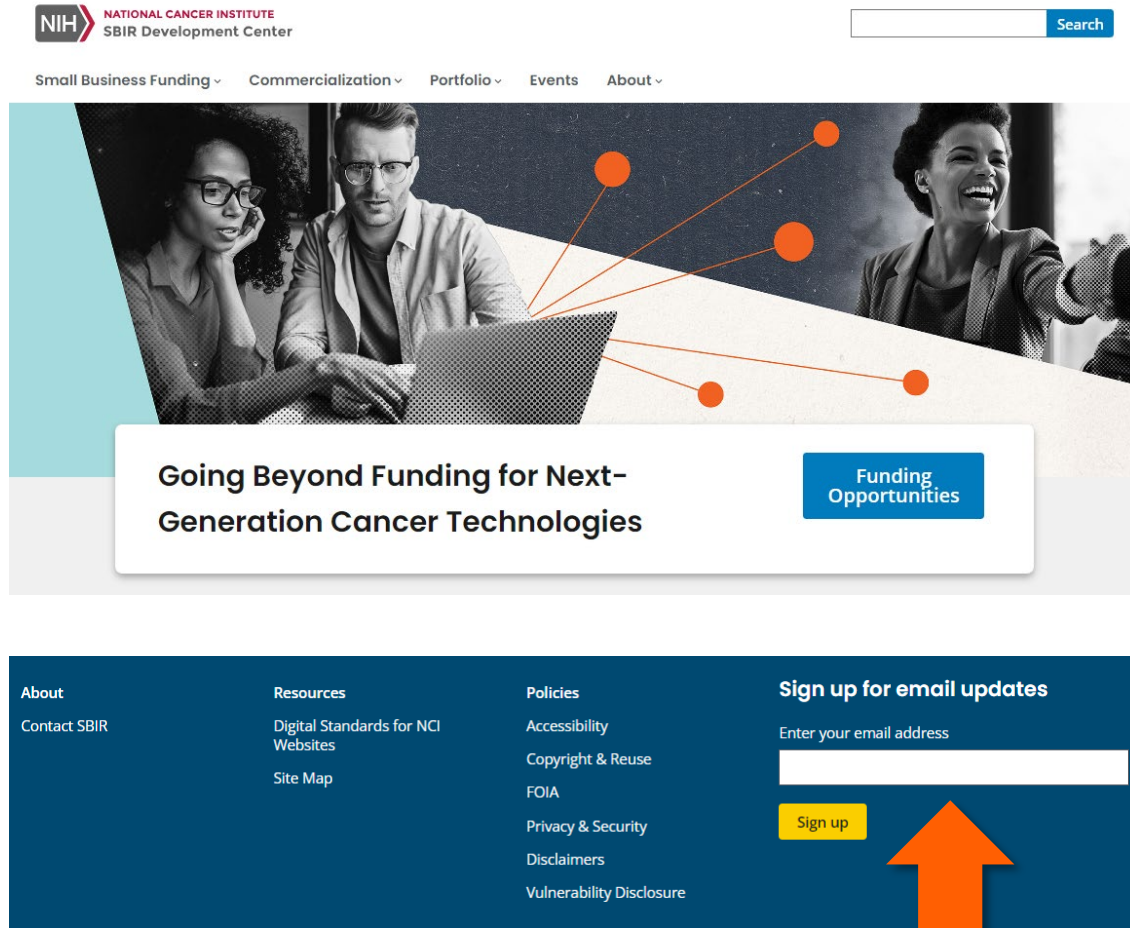 NIH
NATIONAL CANCER INSTITUTE
SBIR Development Center
Search
Small Business Funding
Commercialization
Portfolio
Events
About
Going Beyond Funding for Next-
Generation Cancer Technologies
Funding
Opportunities
About
Contact SBIR
Resources
Digital Standards for NCI
Websites
Site Map
Policies
Accessibility
Copyright & Reuse
FOIA
Privacy & Security
Disclaimers
Vulnerability Disclosure
Sign up for email updates
Enter your email address
Sign up